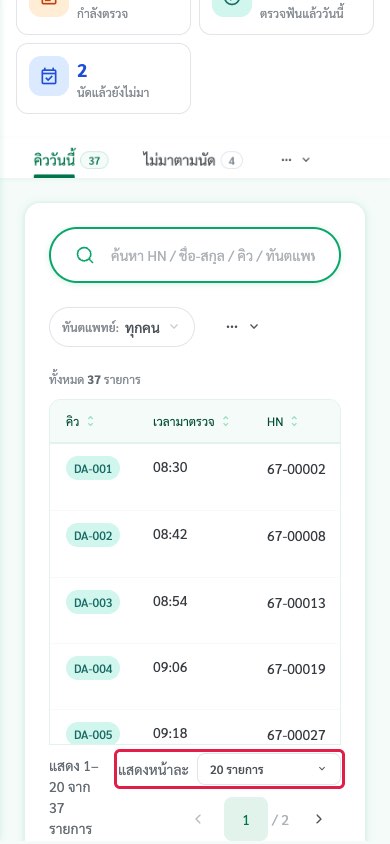 กำลังตรวจ
ตรวจฟันแล้ววันนี้
2
นัดแล้วยังไม่มา
คิววันนี้ 37 ไม่มาตามนัด 4 ...
ค้นหา HN / ชื่อ-สกุล / คิว / ทันตแพท
ทันตแพทย์: ทุกคน ...
ทั้งหมด 37 รายการ
คิว เวลามาตรวจ HN
DA-001 08:30 67-00002
DA-002 08:42 67-00008
DA-003 08:54 67-00013
DA-004 09:06 67-00019
DA-005 09:18 67-00027
แสดง 1–
20 จาก
37
รายการ
แสดงหน้าละ 20 รายการ
1 / 2